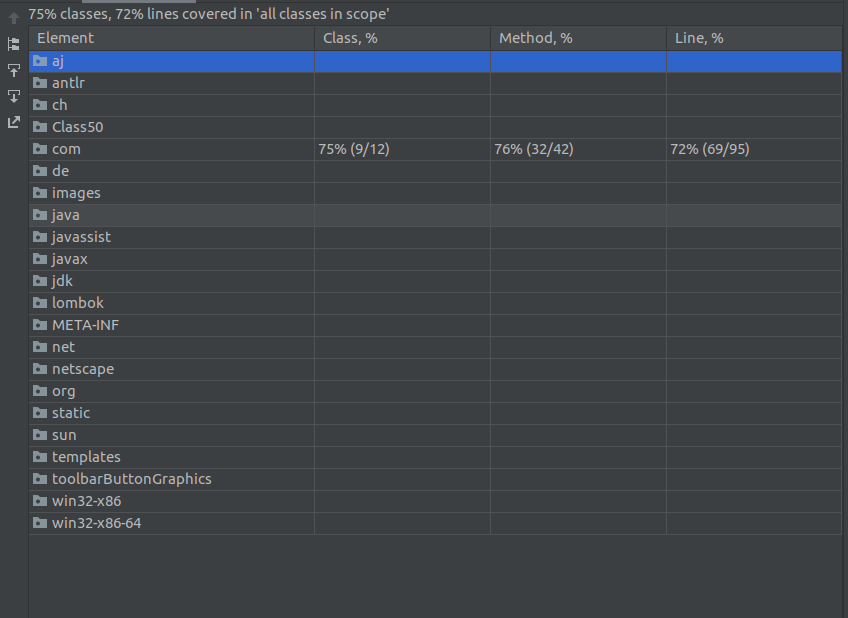 75% classes, 72% lines covered in 'all classes in scope'
Element Class, % Method, % Line, %
aj
antlr
ch
Class50
com 75% (9/12) 76% (32/42) 72% (69/95)
de
images
java
javassist
javax
jdk
lombok
META-INF
net
netscape
org
static
sun
templates
toolbarButtonGraphics
win32-x86
win32-x86-64